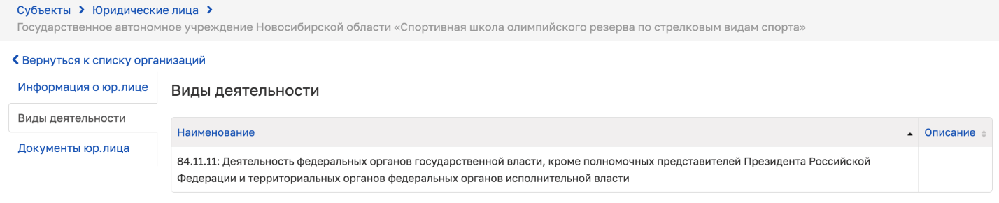 Субъекты > Юридические лица >
Государственное автономное учреждение Новосибирской области «Спортивная школа олимпийского резерва по стрелковым видам спорта»
Вернуться к списку организаций
Информация о юр.лице
Виды деятельности
Документы юр.лица
Виды деятельности
Наименование Описание
84.11.11: Деятельность федеральных органов государственной власти, кроме полномочных представителей Президента Российской
Федерации и территориальных органов федеральных органов исполнительной власти